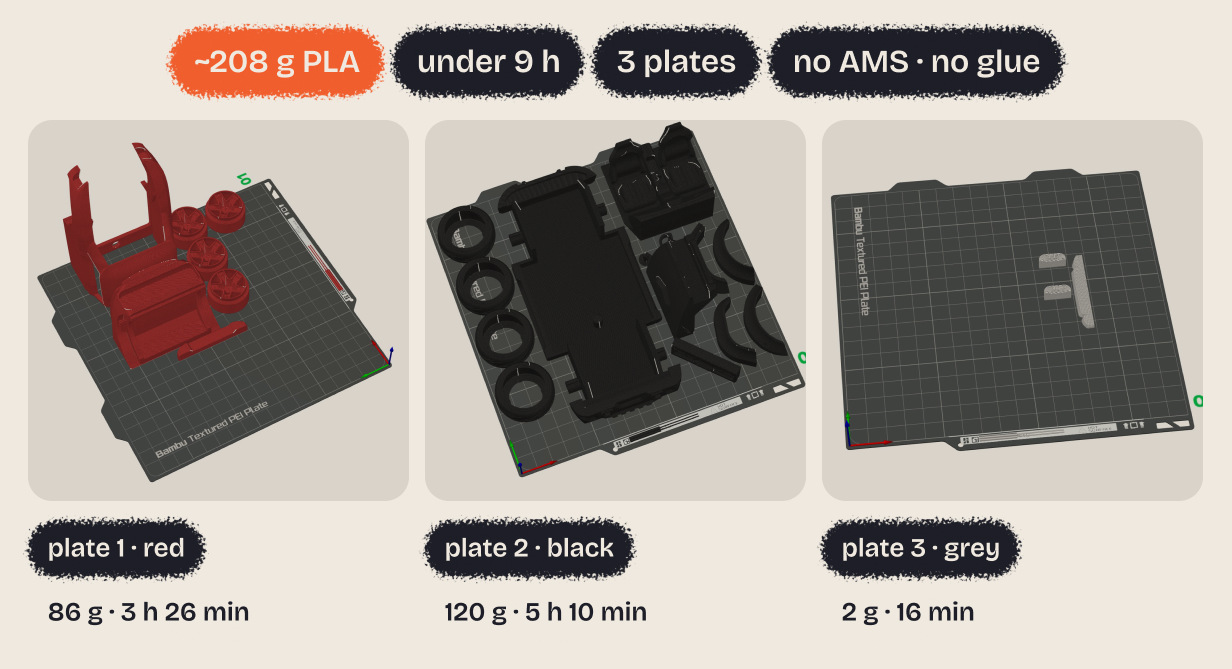 ~208 g PLA
under 9 h
3 plates
no AMS · no glue
01
Bambu Textured PEI Plate
Bambu Textured PEI Plate
plate 1 · red
plate 2 · black
plate 3 · grey
86 g · 3 h 26 min
120 g · 5 h 10 min
2 g · 16 min